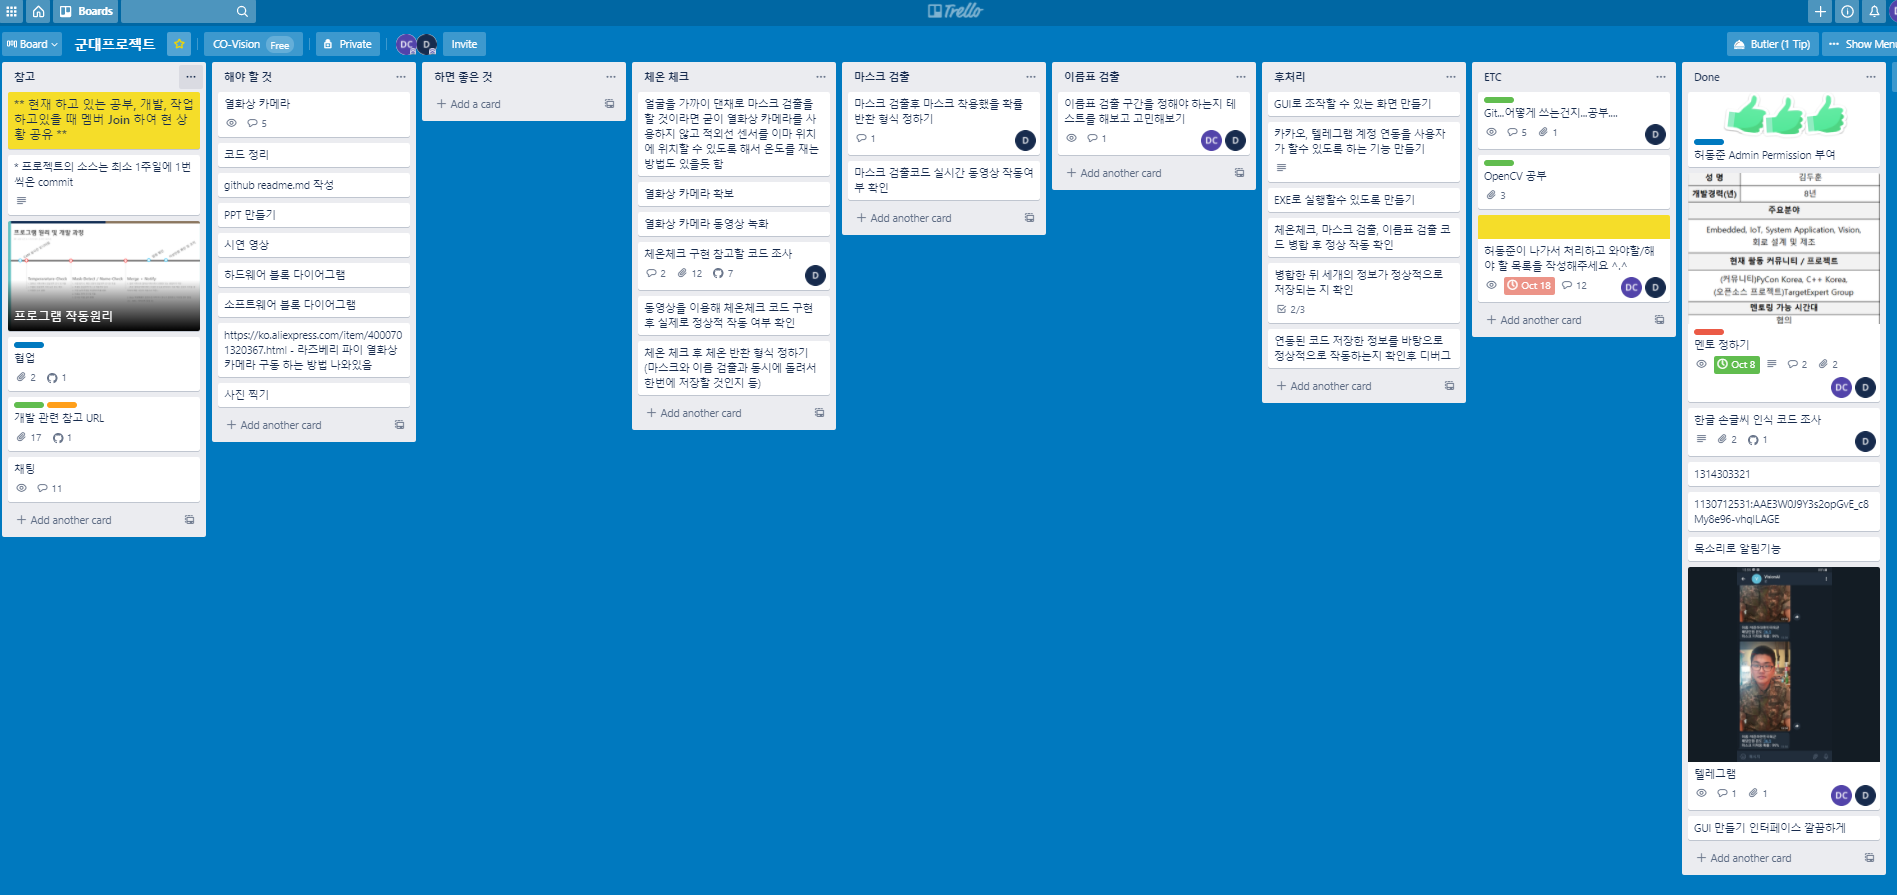 Boards
Trello
Board
군대프로젝트
CO-Vision Free
Private
DC
D
Invite
Butler (1 Tip)
Show Menu
참고
** 현재 하고 있는 공부, 개발, 작업
하고있을 때 멤버 Join 하여 현 상
황 공유 **
* 프로젝트의 소스는 최소 1주일에 1번
씩은 commit
프로그램 원리 및 개발 과정
프로그램 작동원리
협업
2 1
개발 관련 참고 URL
17 1
채팅
11
+ Add another card
해야 할 것
열화상 카메라
5
코드 정리
github readme.md 작성
PPT 만들기
시연 영상
하드웨어 블록 다이어그램
소프트웨어 블록 다이어그램
https://ko.aliexpress.com/item/400070
1320367.html - 라즈베리 파이 열화상
카메라 구동 하는 방법 나와있음
사진 찍기
+ Add another card
하면 좋은 것
+ Add a card
체온 체크
얼굴을 가까이 댄채로 마스크 검출을
할 것이라면 굳이 열화상 카메라를 사
용하지 않고 적외선 센서를 이마 위치
에 위치할 수 있도록 해서 온도를 재는
방법도 있을듯 함
열화상 카메라 확보
열화상 카메라 동영상 녹화
체온체크 구현 참고할 코드 조사
2 12 7
D
동영상을 이용해 체온체크 코드 구현
후 실제로 정상적 작동 여부 확인
체온 체크 후 체온 반환 형식 정하기
(마스크와 이름 검출과 동시에 돌려서
한번에 저장할 것인지 등)
+ Add another card
마스크 검출
마스크 검출후 마스크 착용했을 확률
반환 형식 정하기
1
D
마스크 검출코드 실시간 동영상 작동여
부 확인
+ Add another card
이름표 검출
이름표 검출 구간을 정해야 하는지 테
스트를 해보고 고민해보기
1
DC D
+ Add another card
후처리
GUI로 조작할 수 있는 화면 만들기
카카오, 텔레그램 계정 연동을 사용자
가 할수 있도록 하는 기능 만들기
EXE로 실행할수 있도록 만들기
체온체크, 마스크 검출, 이름표 검출 코
드 병합 후 정상 작동 확인
병합한 뒤 세개의 정보가 정상적으로
저장되는 지 확인
2/3
연동된 코드 저장한 정보를 바탕으로
정상적으로 작동하는지 확인후 디버그
+ Add another card
ETC
Git...어떻게 쓰는건지...공부....
5 1
D
OpenCV 공부
3
허동준이 나가서 처리하고 와야할/해
야 할 목록을 작성해주세요 ^.^
Oct 18 12
DC D
+ Add another card
Done
허동준 Admin Permission 부여
성 명 김두훈
개발경력(년) 8년
주요분야
Embedded, IoT, System Application, Vision,
회로 설계 및 제조
현재 활동 커뮤니티 / 프로젝트
(커뮤니티)PyCon Korea, C++ Korea,
(오픈소스 프로젝트)TargetExpert Group
멘토링 가능 시간대
협의
멘토 정하기
Oct 8 2 2
DC D
한글 손글씨 인식 코드 조사
2 1
D
1314303321
1130712531:AAE3W0J9Y3s2opGvE_c8
My8e96-vhqILAGE
목소리로 알림기능
텔레그램
1 1
DC D
GUI 만들기 인터페이스 깔끔하게
+ Add another card